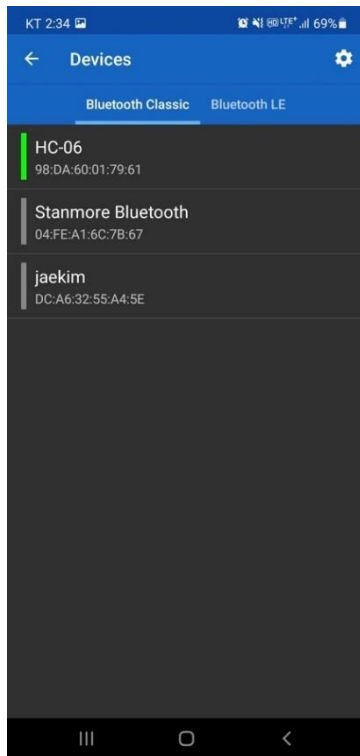 KT 2:34 69%
Devices
Bluetooth Classic Bluetooth LE
HC-06
98:DA:60:01:79:61
Stanmore Bluetooth
04:FE:A1:6C:7B:67
jaekim
DC:A6:32:55:A4:5E